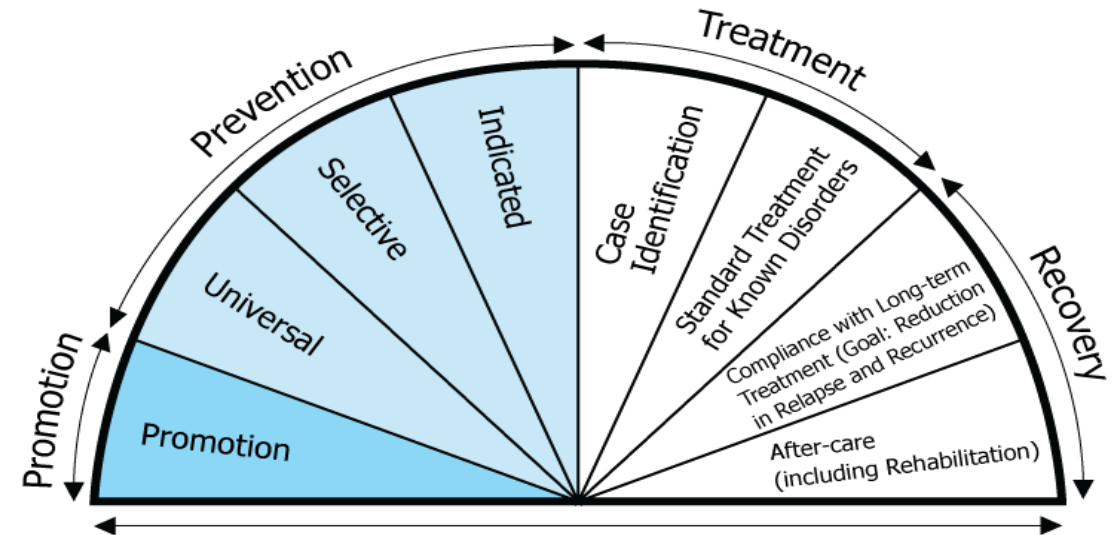 Promotion
Prevention
Treatment
Recovery
Promotion
Universal
Selective
Indicated
Case
Identification
Standard Treatment
for Known Disorders
Compliance with Long-term
Treatment (Goal: Reduction
in Relapse and Recurrence)
After-care
(including Rehabilitation)